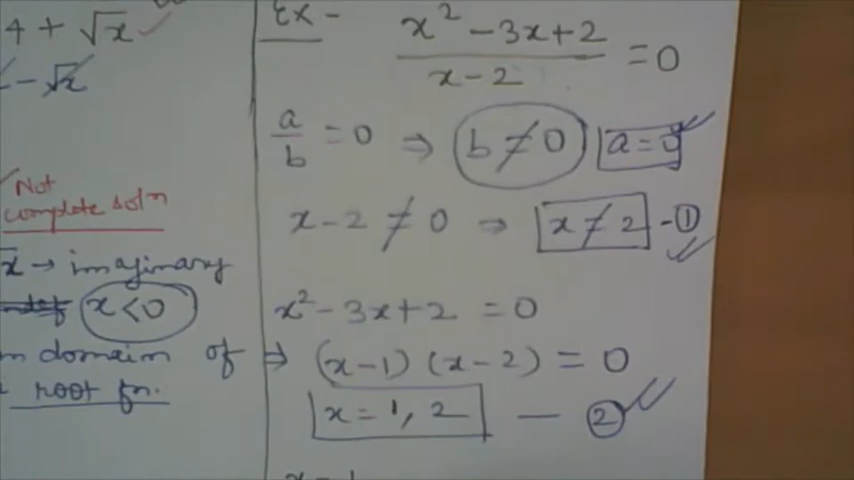 4 + √x
- √x
Not
complete soln
x → imaginary
x < 0
domain of
root fn.
Ex -
x² - 3x + 2
x - 2
= 0
a
b
= 0 ⇒ b ≠ 0 a = 0
x - 2 ≠ 0 ⇒ x ≠ 2 - ①
x² - 3x + 2 = 0
⇒ (x - 1) (x - 2) = 0
x = 1, 2 — ②